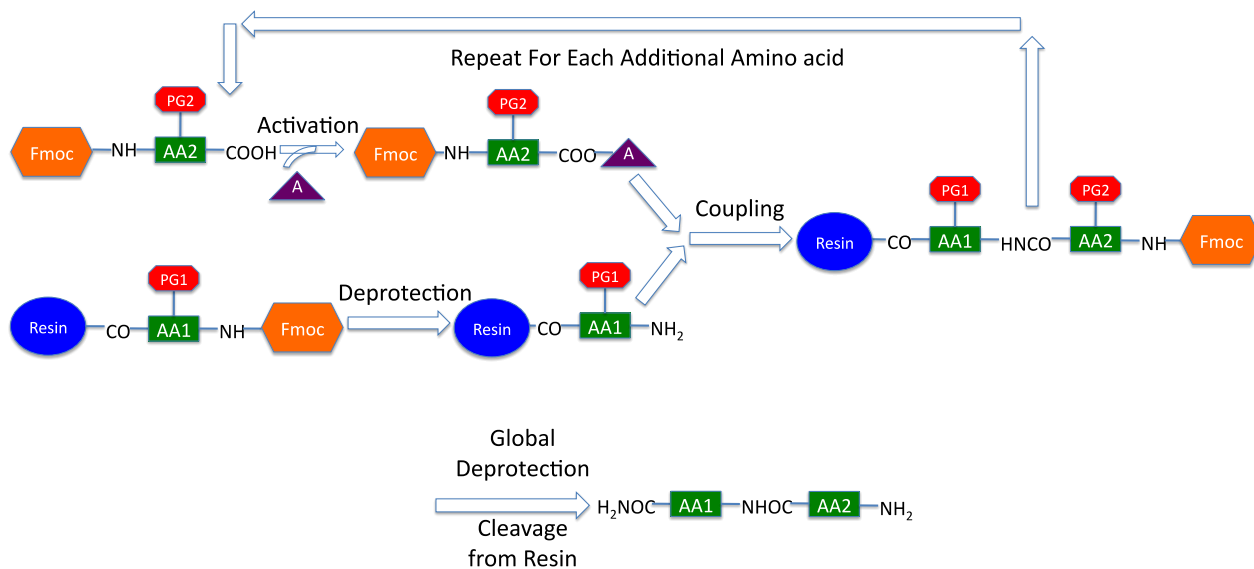 Repeat For Each Additional Amino acid
PG2
Fmoc
NH
AA2
COOH
Activation
A
PG2
Fmoc
NH
AA2
COO
A
Coupling
PG1
PG2
Resin
CO
AA1
HNCO
AA2
NH
Fmoc
PG1
Resin
CO
AA1
NH
Fmoc
Deprotection
PG1
Resin
CO
AA1
NH2
Global
Deprotection
Cleavage
from Resin
H2NOC
AA1
NHOC
AA2
NH2